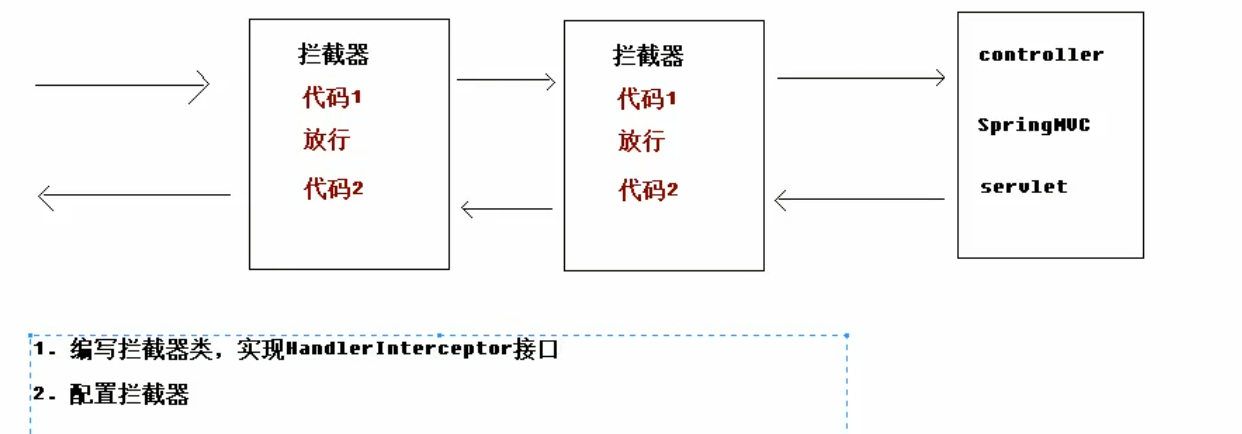 拦截器
代码1
放行
代码2
拦截器
代码1
放行
代码2
controller
SpringMVC
servlet
1. 编写拦截器类，实现HandlerInterceptor接口
2. 配置拦截器